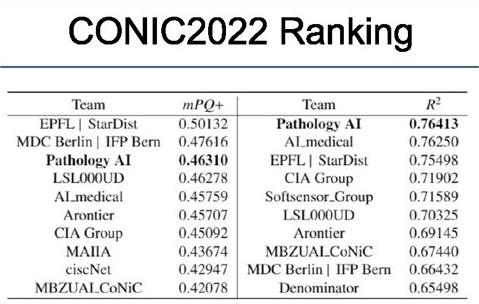 CONIC2022 Ranking
Team mPQ+ Team R²
EPFL | StarDist 0.50132 Pathology AI 0.76413
MDC Berlin | IFP Bern 0.47616 AI_medical 0.76250
Pathology AI 0.46310 EPFL | StarDist 0.75498
LSL000UD 0.46278 CIA Group 0.71902
AI_medical 0.45759 Softsensor_Group 0.71589
Arontier 0.45707 LSL000UD 0.70325
CIA Group 0.45092 Arontier 0.69145
MAIIA 0.43674 MBZUAI_CoNiC 0.67440
ciscNet 0.42947 MDC Berlin | IFP Bern 0.66432
MBZUAI_CoNiC 0.42078 Denominator 0.65498